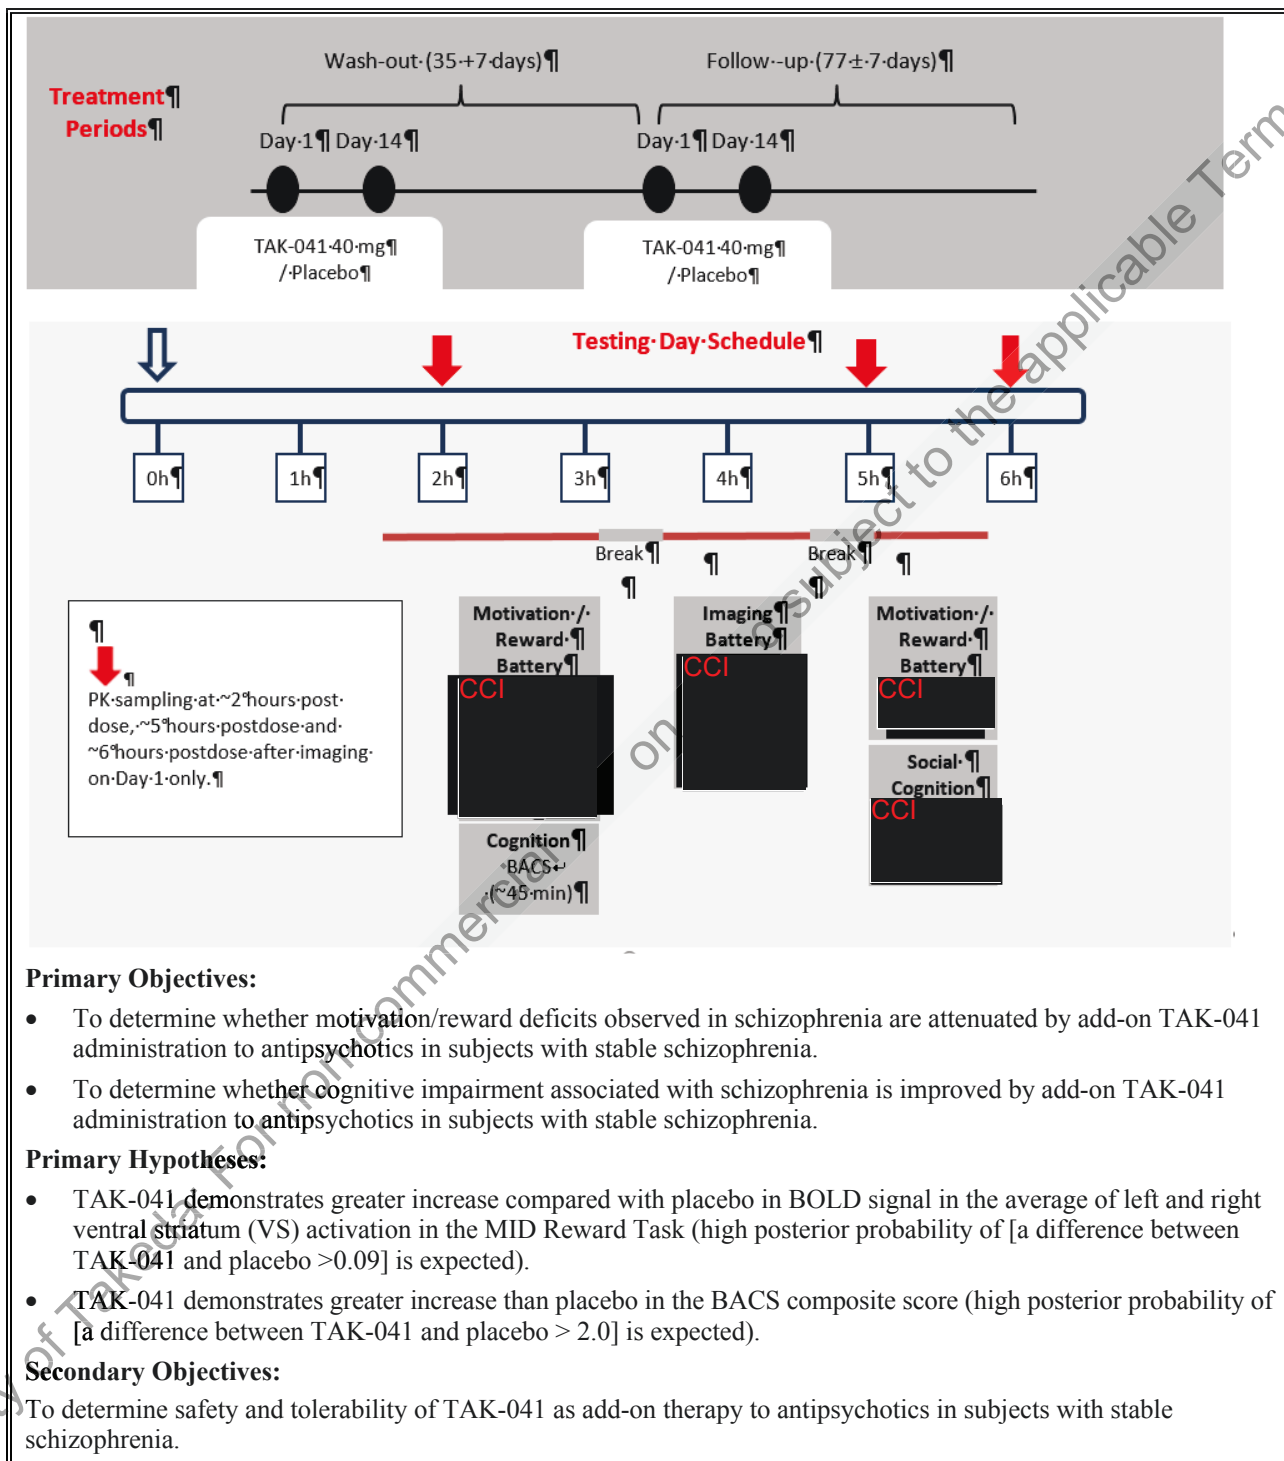 Wash-out·(35·+7·days)¶
Follow·-up·(77·±·7·days)¶
Treatment¶
Periods¶
Day·1¶ Day·14¶
Day·1¶ Day·14¶
TAK-041·40·mg¶
/·Placebo¶
TAK-041·40·mg¶
/·Placebo¶
Testing·Day·Schedule¶
0h¶
1h¶
2h¶
3h¶
4h¶
5h¶
6h¶
Break¶
¶
¶
Break¶
¶
¶
¶
¶
PK·sampling·at·~2°hours·post-
dose,·~5°hours·postdose·and·
~6°hours·postdose·after·imaging·
on·Day·1·only.¶
Motivation·/·
Reward·¶
Battery¶
CCI
Cognition¶
BACS↵
·(~45·min)¶
Imaging¶
Battery¶
CCI
Motivation·/·
Reward·¶
Battery¶
CCI
Social·¶
Cognition¶
CCI
Primary Objectives:
• To determine whether motivation/reward deficits observed in schizophrenia are attenuated by add-on TAK-041
administration to antipsychotics in subjects with stable schizophrenia.
• To determine whether cognitive impairment associated with schizophrenia is improved by add-on TAK-041
administration to antipsychotics in subjects with stable schizophrenia.
Primary Hypotheses:
• TAK-041 demonstrates greater increase compared with placebo in BOLD signal in the average of left and right
ventral striatum (VS) activation in the MID Reward Task (high posterior probability of [a difference between
TAK-041 and placebo >0.09] is expected).
• TAK-041 demonstrates greater increase than placebo in the BACS composite score (high posterior probability of
[a difference between TAK-041 and placebo > 2.0] is expected).
Secondary Objectives:
To determine safety and tolerability of TAK-041 as add-on therapy to antipsychotics in subjects with stable
schizophrenia.
of Takeda: For non-commercial on subject to the applicable Term